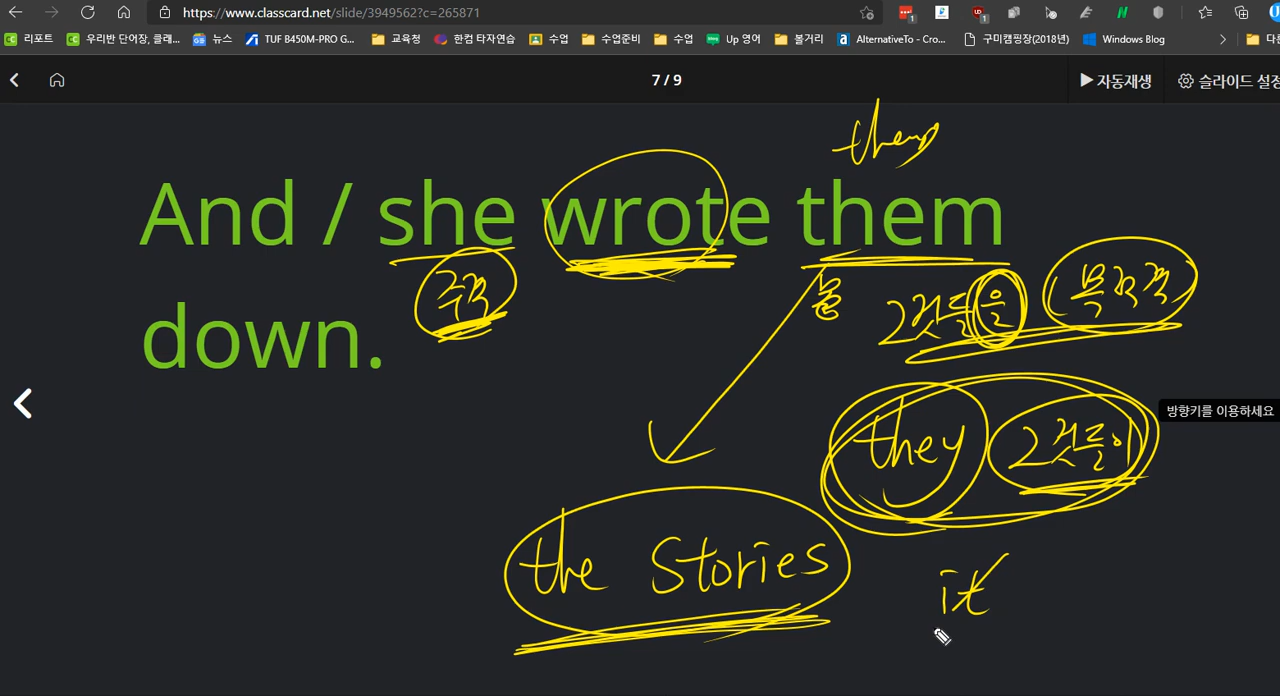 https://www.classcard.net/slide/3949562?c=265871
리포트 우리반 단어장, 클래... 뉴스 TUF B450M-PRO G... 교육청 한컴 타자연습 수업 수업준비 수업 Up 영어 볼거리 AlternativeTo - Cro... 구미캠핑장(2018년) Windows Blog
7 / 9
자동재생 슬라이드 설정
And / she wrote them
주격
그것들을
목적격
down.
방향키를 이용하세요
they
그것들이
the Stories
it